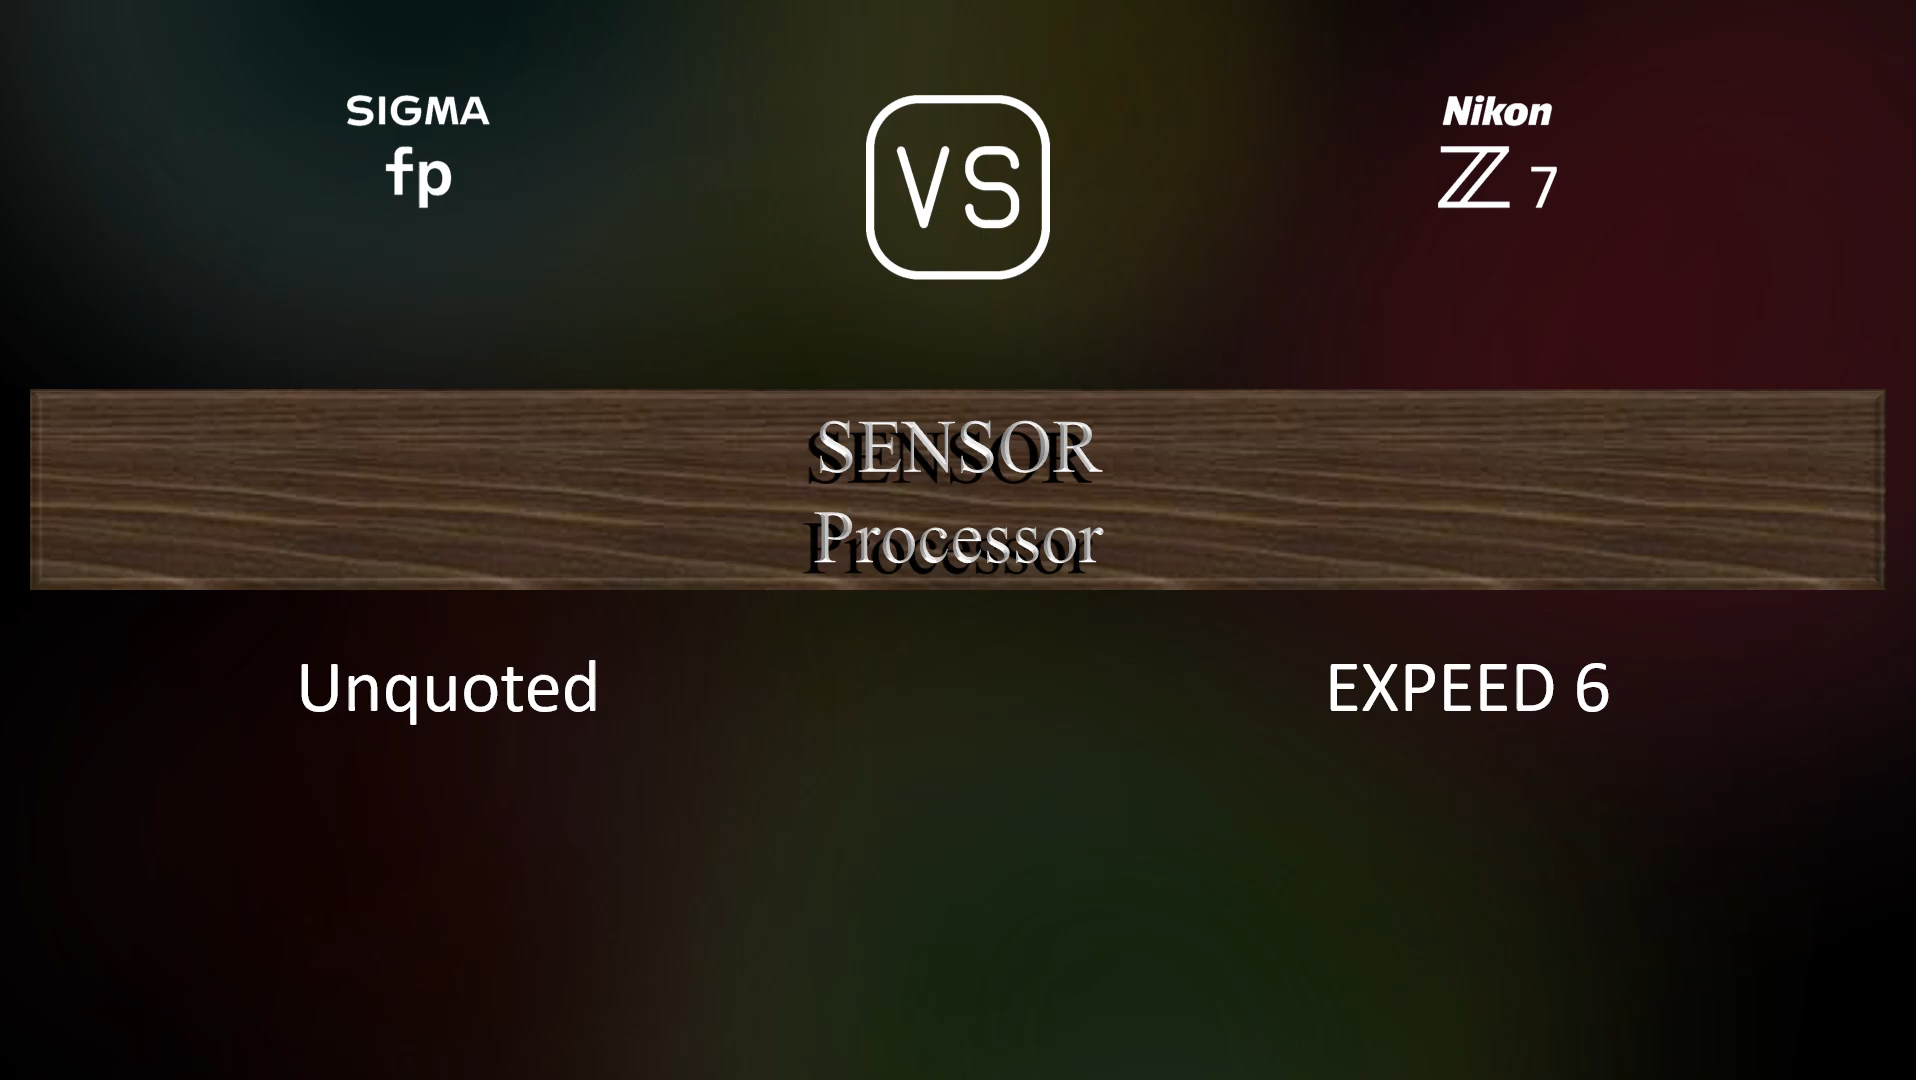 SIGMA
fp
VS
Nikon
Z 7
SENSOR
Processor
Unquoted
EXPEED 6